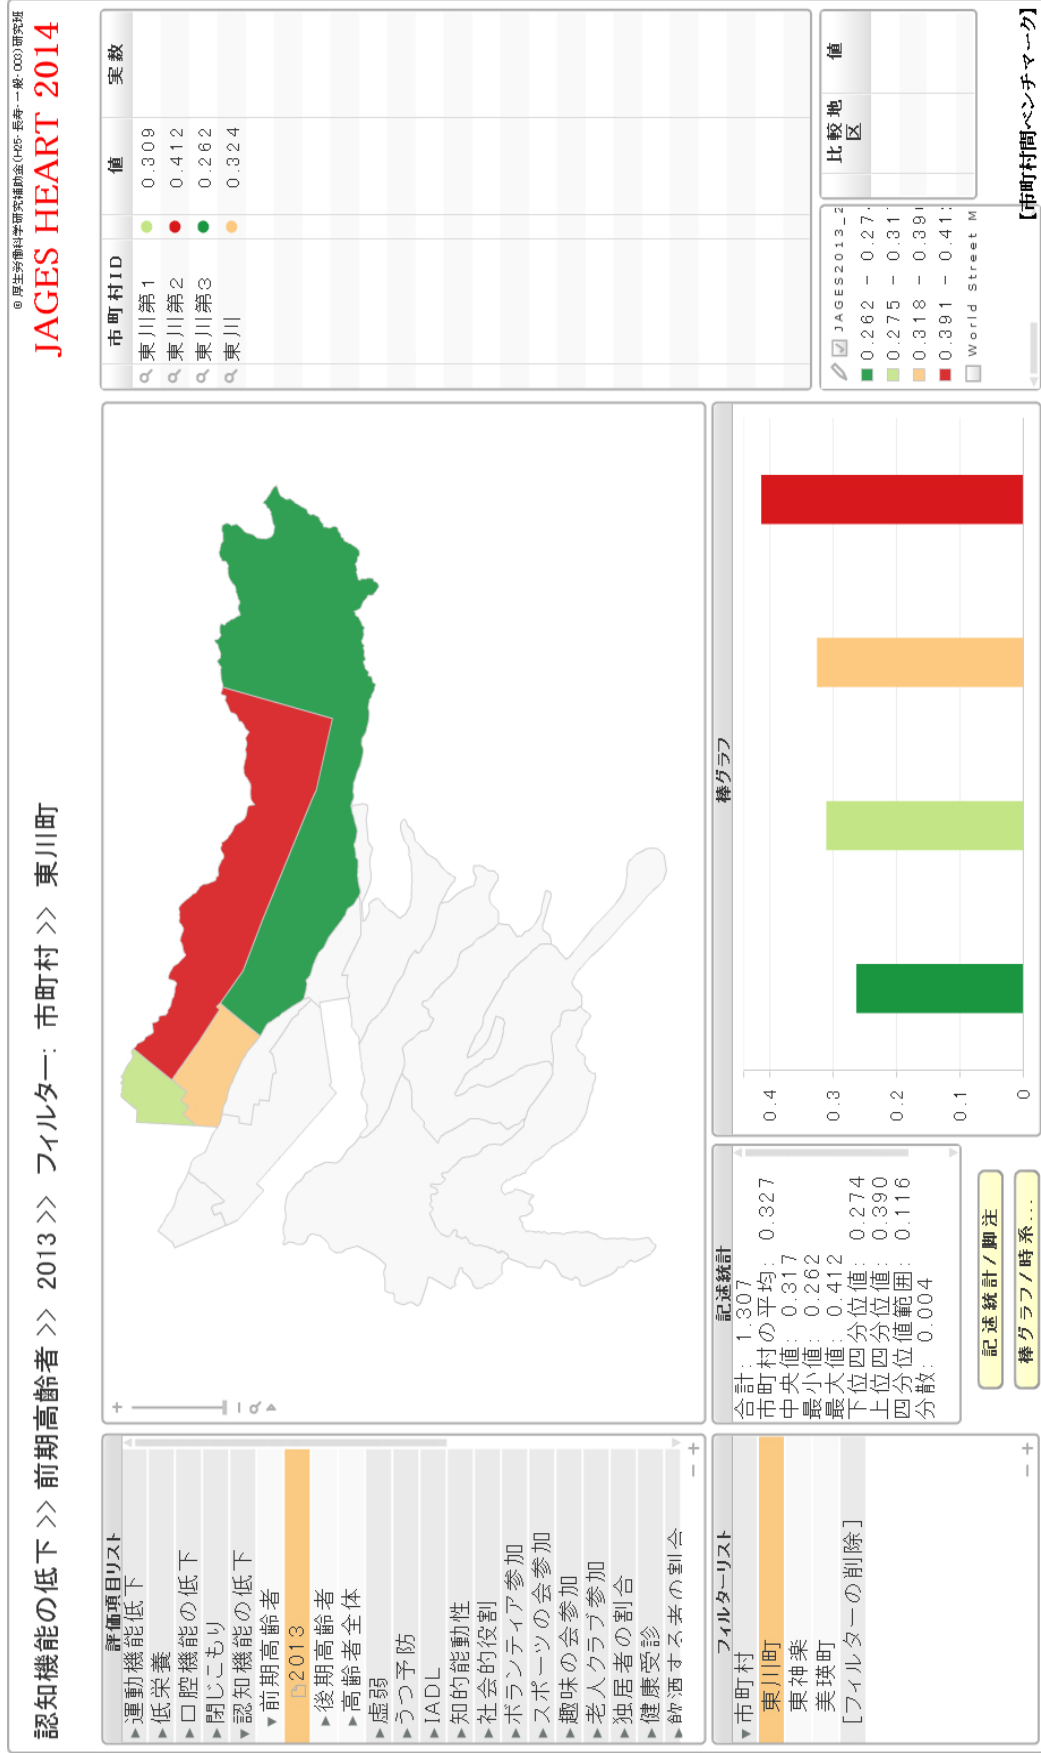 認知機能の低下 >> 前期高齢者 >> 2013 >> フィルター: 市町村 >> 東川町
© 厚生労働科学研究補助金(H25-長寿-一般-003)研究班
JAGES HEART 2014
評価項目リスト
▸運動機能低下
▸低栄養
▸口腔機能の低下
▸閉じこもり
▾認知機能の低下
▾前期高齢者
2013
▸後期高齢者
▸高齢者全体
▸虚弱
▸うつ予防
▸IADL
▸知的能動性
▸社会的役割
▸ボランティア参加
▸スポーツの会参加
▸趣味の会参加
▸老人クラブ参加
▸独居者の割合
▸健康受診
▸飲酒する者の割合
− +
フィルターリスト
▾市町村
東川町
東神楽
美瑛町
[フィルターの削除]
− +
+
−
記述統計
合計: 1.307
市町村の平均: 0.327
中央値: 0.317
最小値: 0.262
最大値: 0.412
下位四分位値: 0.274
上位四分位値: 0.390
四分位値範囲: 0.116
分散: 0.004
記述統計/脚注
棒グラフ/時系...
棒グラフ
0.4
0.3
0.2
0.1
0
市町村ID 値 実数
東川第1 0.309
東川第2 0.412
東川第3 0.262
東川 0.324
JAGES2013_2
0.262 - 0.27
0.275 - 0.31
0.318 - 0.39
0.391 - 0.41
World Street M
比較地区 値
【市町村間ベンチマーク】